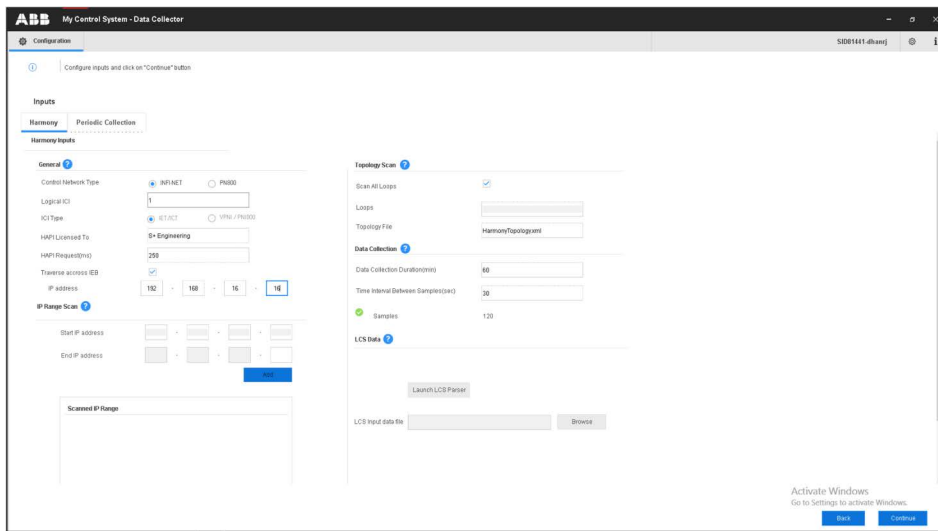 ABB My Control System - Data Collector
Configuration SID81441-dhanrj
Configure inputs and click on "Continue" button
Inputs
Harmony Periodic Collection
Harmony Inputs
General ?
Control Network Type INFI-NET PN800
Logical ICI 1
ICI Type IET/ICT VPNI / PNI800
HAPI Licensed To S+ Engineering
HAPI Request(ms) 250
Traverse accross IEB
IP address 192 - 168 - 16 - 16
IP Range Scan ?
Start IP address - - -
End IP address - - -
Add
Scanned IP Range
Topology Scan ?
Scan All Loops
Loops
Topology File HarmonyTopology.xml
Data Collection ?
Data Collection Duration(min) 60
Time Interval Between Samples(sec) 30
Samples 120
LCS Data ?
Launch LCS Parser
LCS Input data file Browse
Activate Windows
Go to Settings to activate Windows.
Back Continue